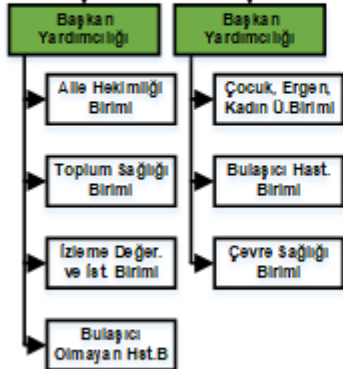 Başkan
Yardımcılığı
Aile Hekimliği
Birimi
Toplum Sağlığı
Birimi
İzleme Değer.
ve İst. Birimi
Bulaşıcı
Olmayan Hst.B
Başkan
Yardımcılığı
Çocuk, Ergen,
Kadın Ü.Birimi
Bulaşıcı Hast.
Birimi
Çevre Sağlığı
Birimi